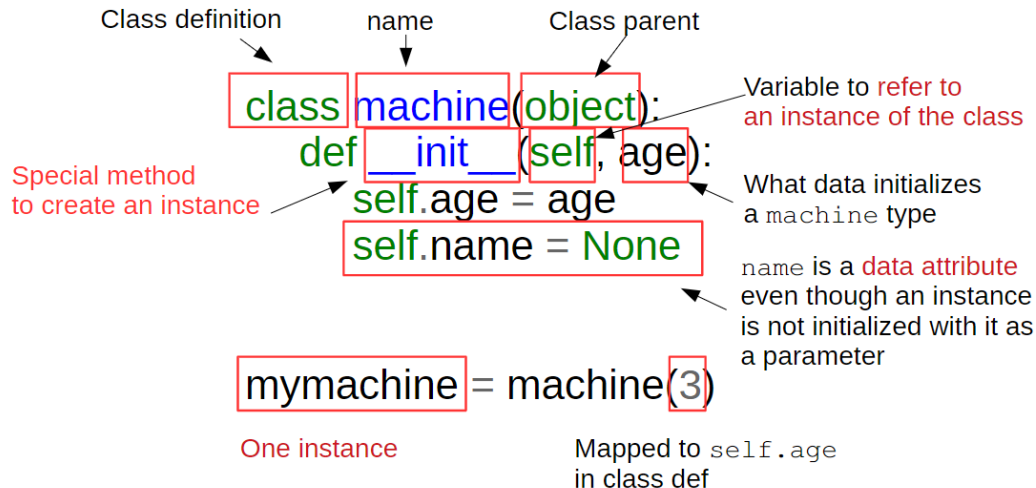 Class definition
name
Class parent
class machine(object):
Variable to refer to
an instance of the class
def __init__(self, age):
Special method
to create an instance
What data initializes
a machine type
self.age = age
self.name = None
name is a data attribute
even though an instance
is not initialized with it as
a parameter
mymachine = machine(3)
One instance
Mapped to self.age
in class def